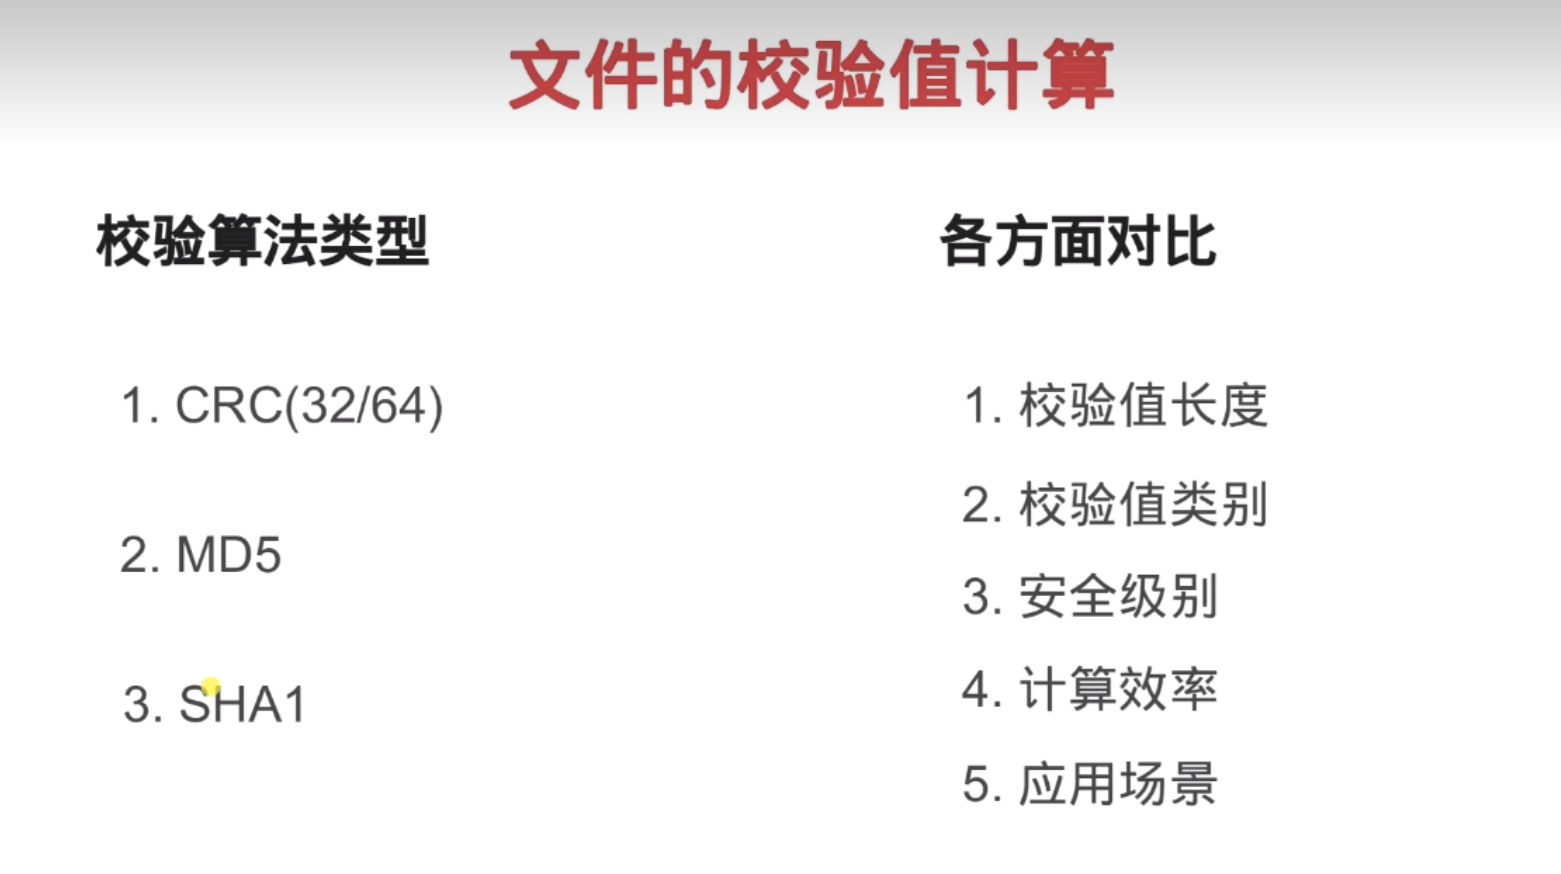 文件的校验值计算
校验算法类型
1. CRC(32/64)
2. MD5
3. SHA1
各方面对比
1. 校验值长度
2. 校验值类别
3. 安全级别
4. 计算效率
5. 应用场景